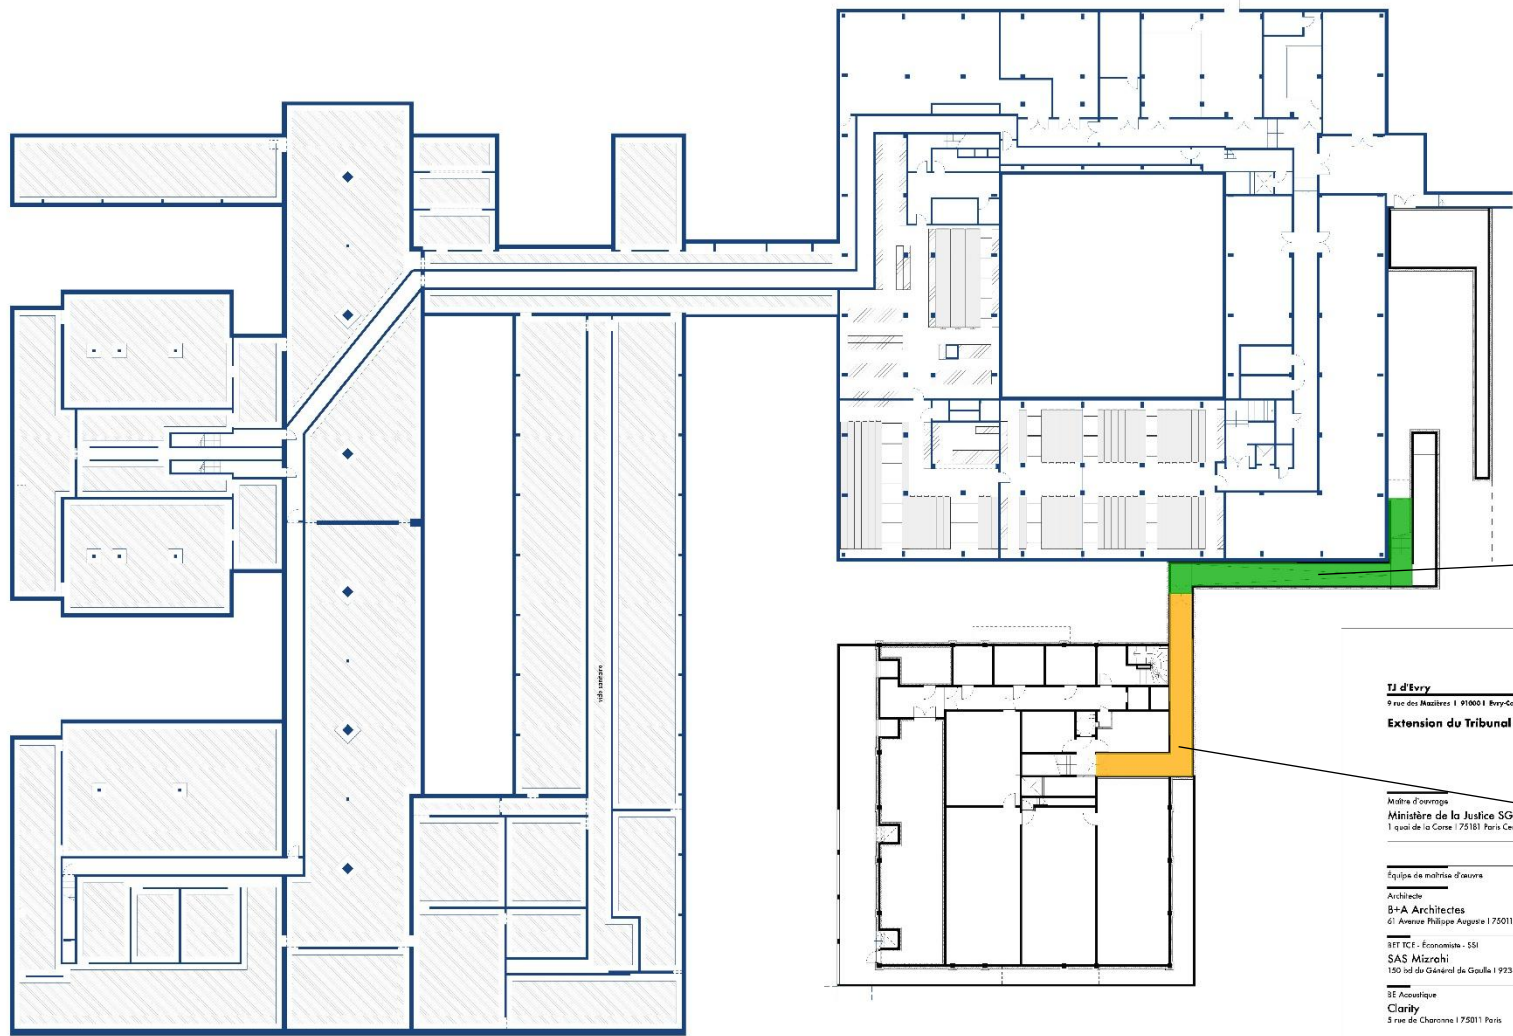 vide sanitaire
TJ d'Evry
9 rue des Mazières I 91000 I Evry-Co
Extension du Tribunal
Maître d'ouvrage
Ministère de la Justice SG
1 quai de la Corse I 75181 Paris Ce
Équipe de maîtrise d'œuvre
Architecte
B+A Architectes
61 Avenue Philippe Auguste I 75011
BET TCE - Économiste - SSI
SAS Mizrahi
150 bd du Général de Gaulle I 923
BE Acoustique
Clarity
5 rue de Charonne I 75011 Paris